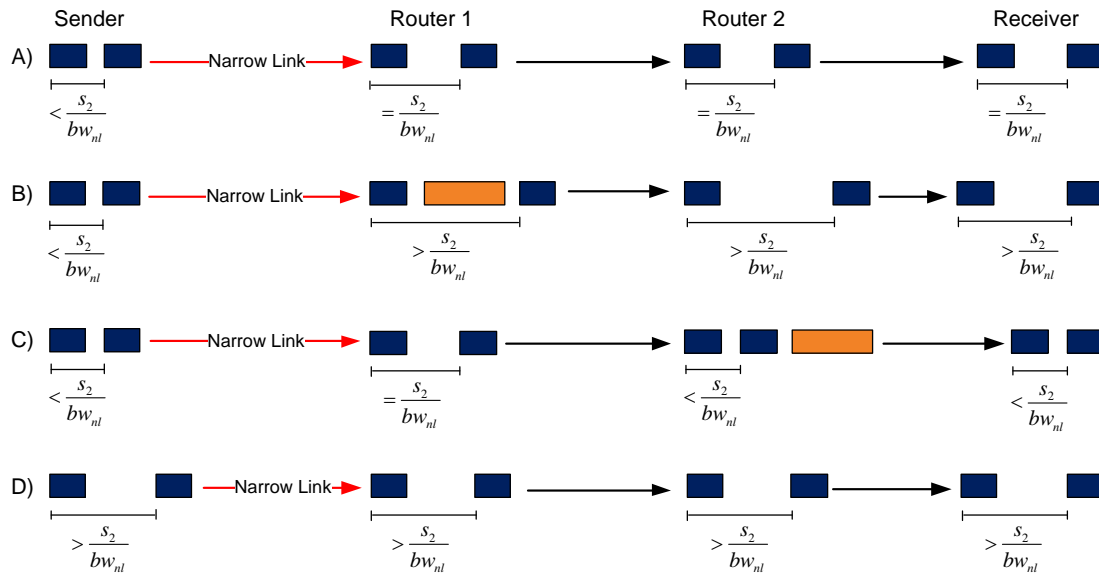 Sender Router 1 Router 2 Receiver
A) Narrow Link
< s₂/bwₙₗ = s₂/bwₙₗ = s₂/bwₙₗ = s₂/bwₙₗ
B) Narrow Link
< s₂/bwₙₗ > s₂/bwₙₗ > s₂/bwₙₗ > s₂/bwₙₗ
C) Narrow Link
< s₂/bwₙₗ = s₂/bwₙₗ < s₂/bwₙₗ < s₂/bwₙₗ
D) Narrow Link
> s₂/bwₙₗ > s₂/bwₙₗ > s₂/bwₙₗ > s₂/bwₙₗ